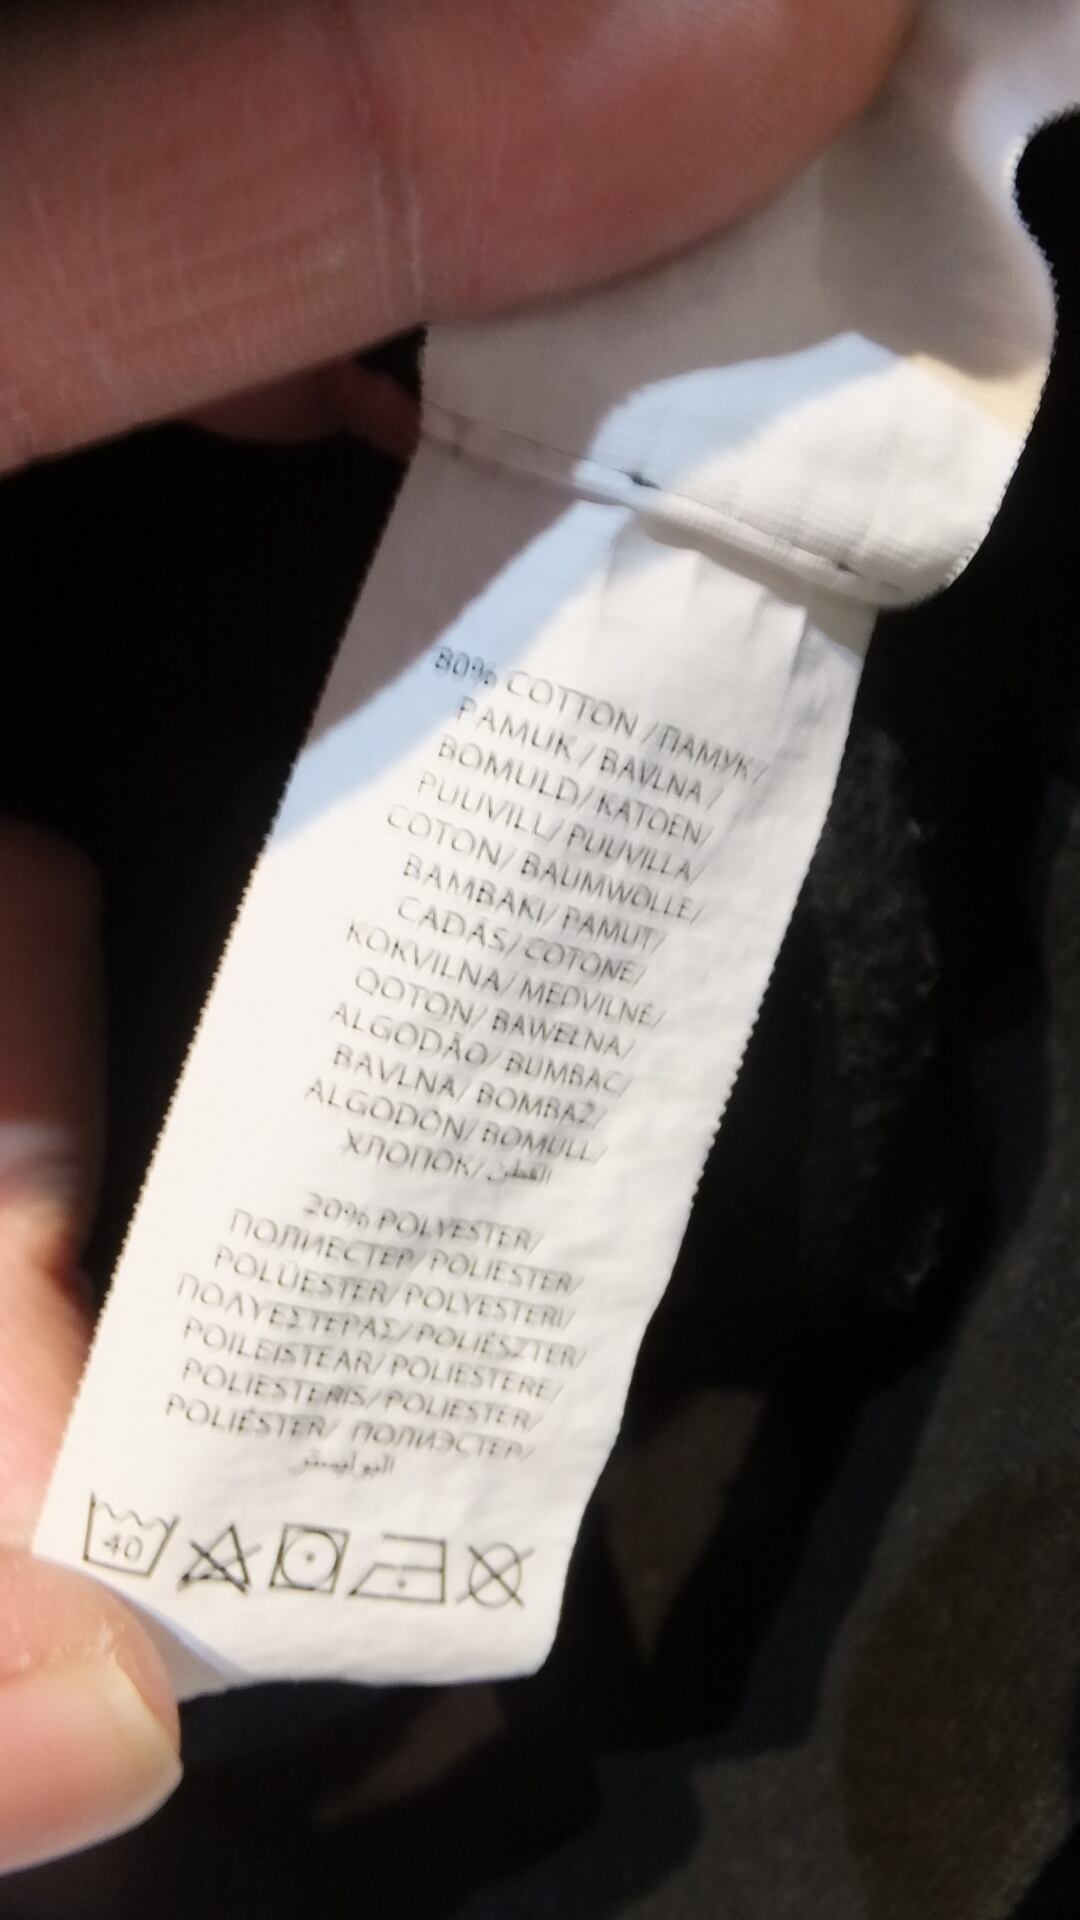 80% COTTON / ПАМУК/
PAMUK / BAVLNA /
BOMULD/ KATOEN/
PUUVILL/ PUUVILLA/
COTON/ BAUMWOLLE/
BAMBAKI/ PAMUT/
CADÁS/ COTONE/
KOKVILNA/ MEDVILNĖ/
QOTON/ BAWEŁNA/
ALGODÃO/ BUMBAC/
BAVLNA/ BOMBAŽ/
ALGODÓN/ BOMULL/
ХЛОПОК/ القطن
20% POLYESTER/
ПОЛИЕСТЕР/ POLIESTER/
POLÜESTER/ POLYESTERI/
ΠΟΛΥΕΣΤΕΡΑΣ/ POLIÉSZTER/
POILEISTEAR/ POLIESTERE/
POLIESTERIS/ POLIESTER/
POLIÉSTER/ ПОЛИЭСТЕР/
البوليستر
40